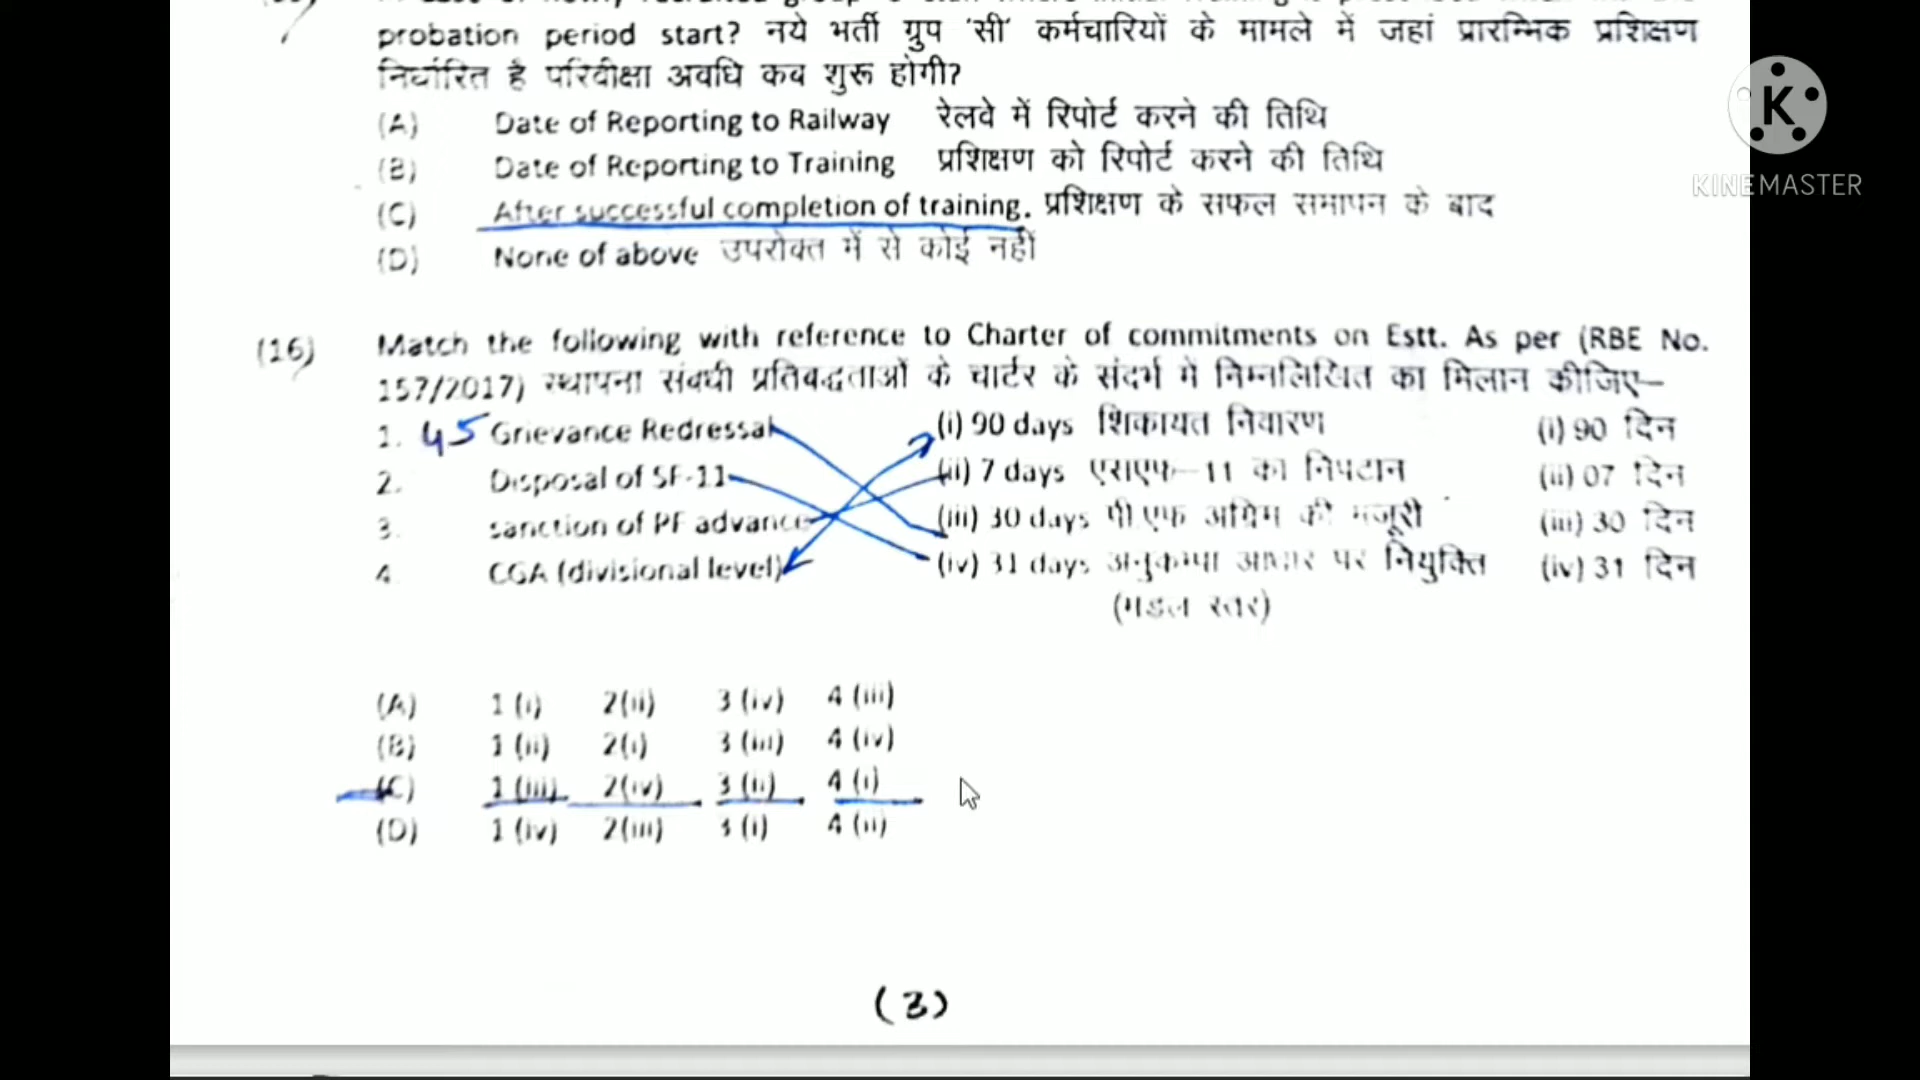 probation period start? नये भर्ती ग्रुप 'सी' कर्मचारियों के मामले में जहां प्रारम्भिक प्रशिक्षण
निर्धारित है परिवीक्षा अवधि कब शुरू होगी?
(A) Date of Reporting to Railway रेलवे में रिपोर्ट करने की तिथि
(B) Date of Reporting to Training प्रशिक्षण को रिपोर्ट करने की तिथि
(C) After successful completion of training. प्रशिक्षण के सफल समापन के बाद
(D) None of above उपरोक्त में से कोई नहीं
(16) Match the following with reference to Charter of commitments on Estt. As per (RBE No.
157/2017) स्थापना संबधी प्रतिबद्धताओं के चार्टर के संदर्भ में निम्नलिखित का मिलान कीजिए–
1. 45 Grievance Redressal (i) 90 days शिकायत निवारण (i) 90 दिन
2. Disposal of SF-11 (ii) 7 days एसएफ–11 का निपटान (ii) 07 दिन
3. sanction of PF advance (iii) 30 days पी.एफ अग्रिम की मंजूरी (iii) 30 दिन
4. CGA (divisional level) (iv) 31 days अनुकम्पा आधार पर नियुक्ति (iv) 31 दिन
(मंडल स्तर)
(A) 1 (i) 2(ii) 3 (iv) 4 (iii)
(B) 1 (ii) 2(i) 3 (iii) 4 (iv)
(C) 1 (iii) 2(iv) 3 (ii) 4 (i)
(D) 1 (iv) 2(iii) 3 (i) 4 (ii)
(3)
K
KINEMASTER